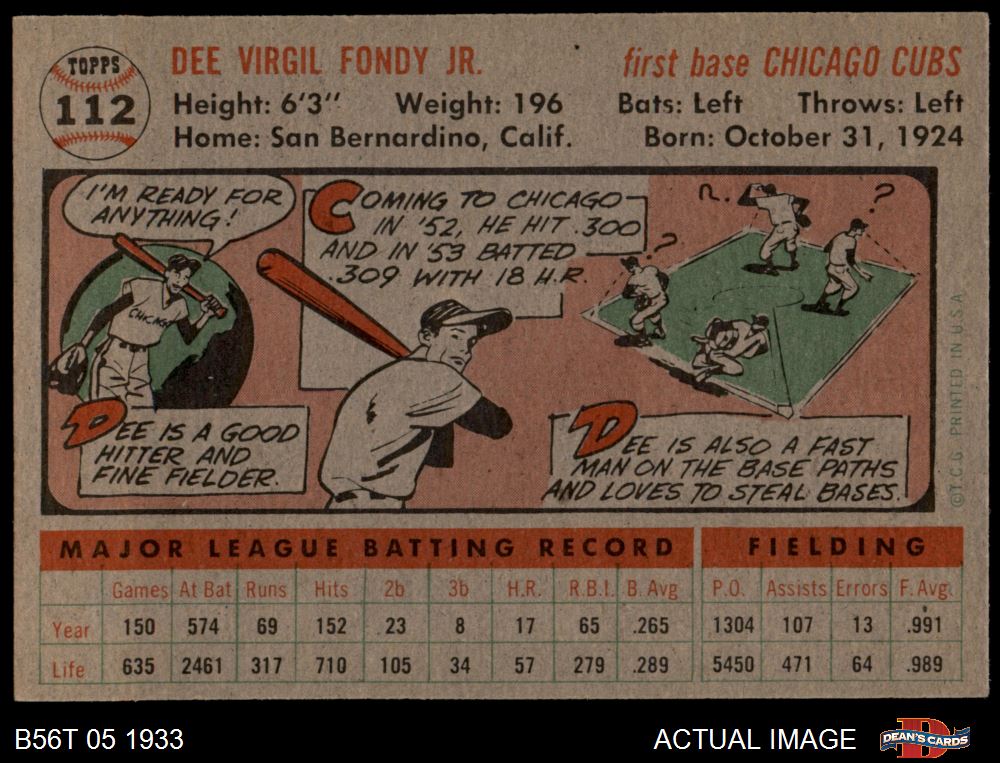 TOPPS
112
DEE VIRGIL FONDY JR.
first base CHICAGO CUBS
Height: 6'3" Weight: 196 Bats: Left Throws: Left
Home: San Bernardino, Calif. Born: October 31, 1924
I'M READY FOR
ANYTHING!
CHICAGO
DEE IS A GOOD
HITTER AND
FINE FIELDER.
COMING TO CHICAGO
IN '52, HE HIT .300
AND IN '53 BATTED
.309 WITH 18 H.R.
?
?
?
DEE IS ALSO A FAST
MAN ON THE BASE PATHS
AND LOVES TO STEAL BASES.
©T.C.G. PRINTED IN U.S.A.
MAJOR LEAGUE BATTING RECORD FIELDING
Games At Bat Runs Hits 2b 3b H.R. R.B.I. B. Avg P.O. Assists Errors F. Avg.
Year 150 574 69 152 23 8 17 65 .265 1304 107 13 .991
Life 635 2461 317 710 105 34 57 279 .289 5450 471 64 .989
B56T 05 1933
ACTUAL IMAGE
D
DEAN'S CARDS